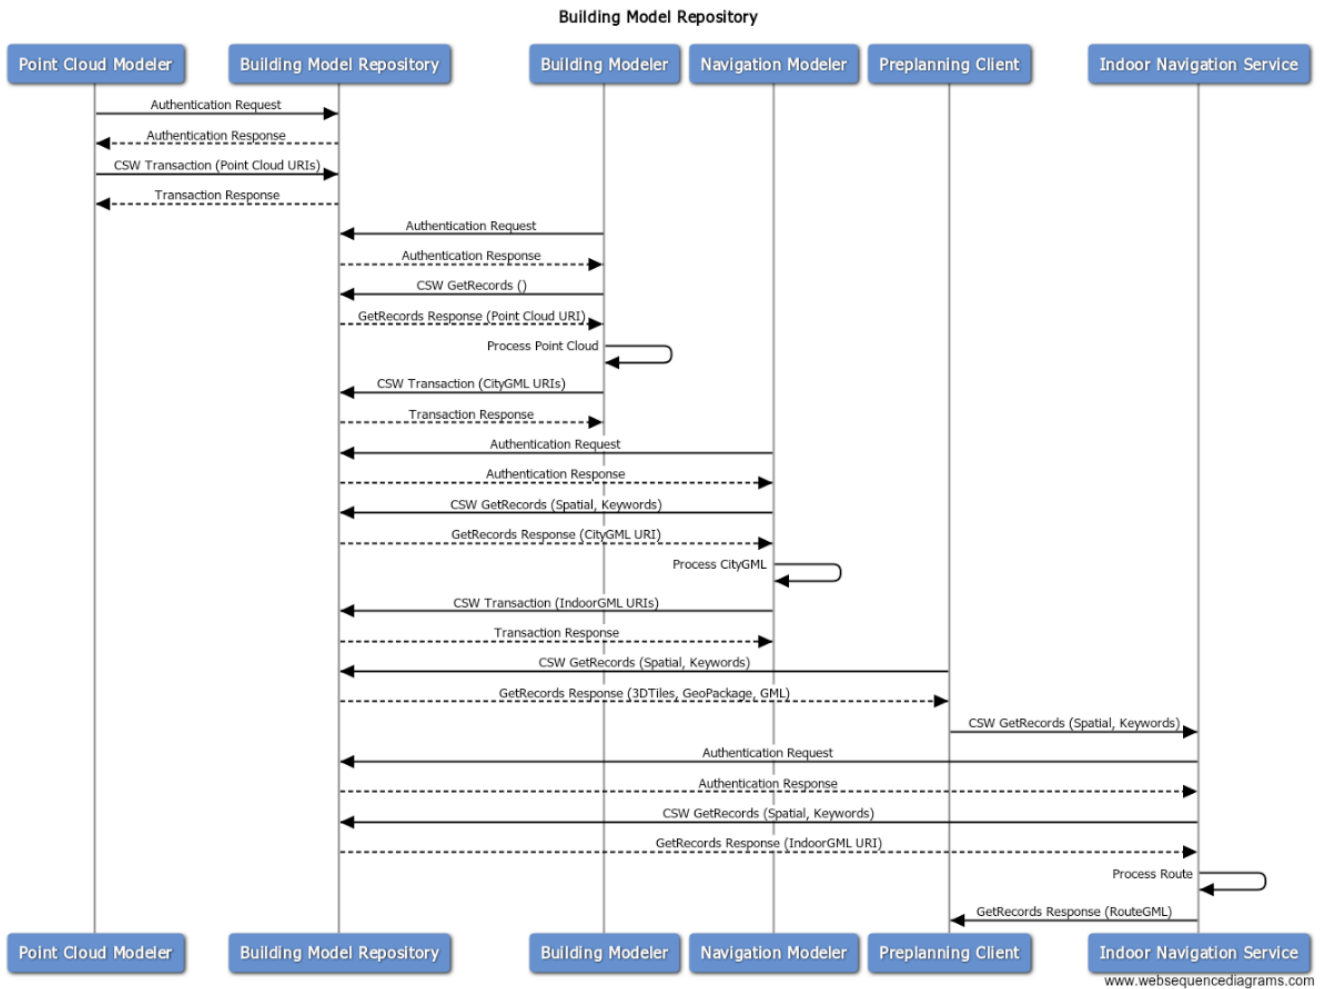 Building Model Repository
Point Cloud Modeler
Building Model Repository
Building Modeler
Navigation Modeler
Preplanning Client
Indoor Navigation Service
Authentication Request
Authentication Response
CSW Transaction (Point Cloud URIs)
Transaction Response
Authentication Request
Authentication Response
CSW GetRecords ()
GetRecords Response (Point Cloud URI)
Process Point Cloud
CSW Transaction (CityGML URIs)
Transaction Response
Authentication Request
Authentication Response
CSW GetRecords (Spatial, Keywords)
GetRecords Response (CityGML URI)
Process CityGML
CSW Transaction (IndoorGML URIs)
Transaction Response
CSW GetRecords (Spatial, Keywords)
GetRecords Response (3DTiles, GeoPackage, GML)
CSW GetRecords (Spatial, Keywords)
Authentication Request
Authentication Response
CSW GetRecords (Spatial, Keywords)
GetRecords Response (IndoorGML URI)
Process Route
GetRecords Response (RouteGML)
Point Cloud Modeler
Building Model Repository
Building Modeler
Navigation Modeler
Preplanning Client
Indoor Navigation Service
www.websequencediagrams.com